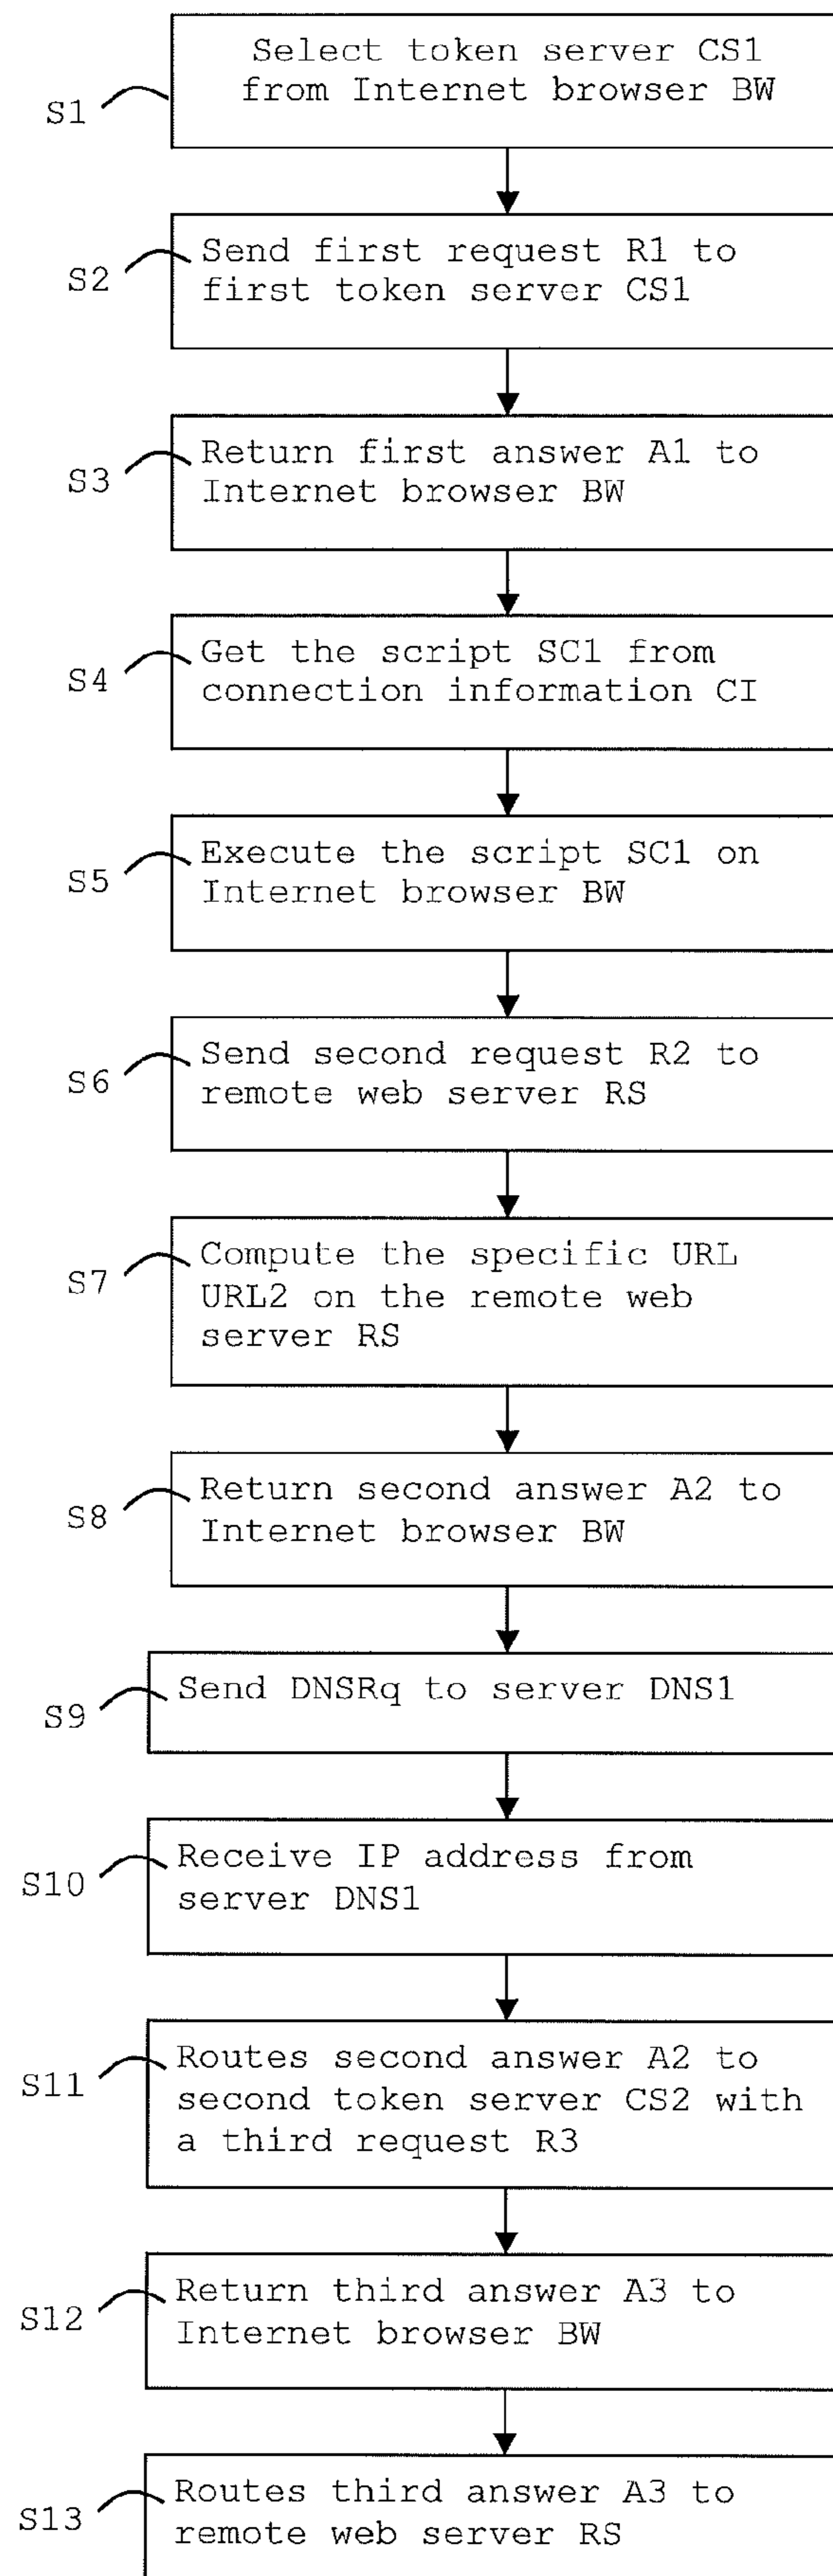 Select token server CS1
from Internet browser BW
S1
Send first request R1 to
first token server CS1
S2
Return first answer A1 to
Internet browser BW
S3
Get the script SC1 from
connection information CI
S4
Execute the script SC1 on
Internet browser BW
S5
Send second request R2 to
remote web server RS
S6
Compute the specific URL
URL2 on the remote web
server RS
S7
Return second answer A2 to
Internet browser BW
S8
Send DNSRq to server DNS1
S9
Receive IP address from
server DNS1
S10
Routes second answer A2 to
second token server CS2 with
a third request R3
S11
Return third answer A3 to
Internet browser BW
S12
Routes third answer A3 to
remote web server RS
S13